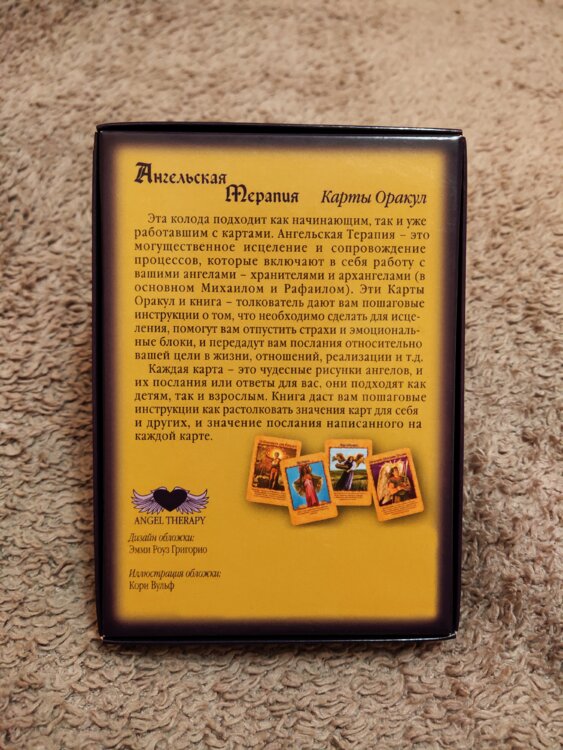 Ангельская
Терапия Карты Оракул
Эта колода подходит как начинающим, так и уже
работавшим с картами. Ангельская Терапия – это
могущественное исцеление и сопровождение
процессов, которые включают в себя работу с
вашими ангелами – хранителями и архангелами (в
основном Михаилом и Рафаилом). Эти Карты
Оракул и книга – толкователь дают вам пошаговые
инструкции о том, что необходимо сделать для исце-
ления, помогут вам отпустить страхи и эмоциональ-
ные блоки, и передадут вам послания относительно
вашей цели в жизни, отношений, реализации и т.д.
Каждая карта – это чудесные рисунки ангелов, и
их послания или ответы для вас, они подходят как
детям, так и взрослым. Книга даст вам пошаговые
инструкции как растолковать значения карт для себя
и других, и значение послания написанного на
каждой карте.
ANGEL THERAPY
Дизайн обложки:
Эмми Роуз Григорио
Иллюстрация обложки:
Кори Вульф